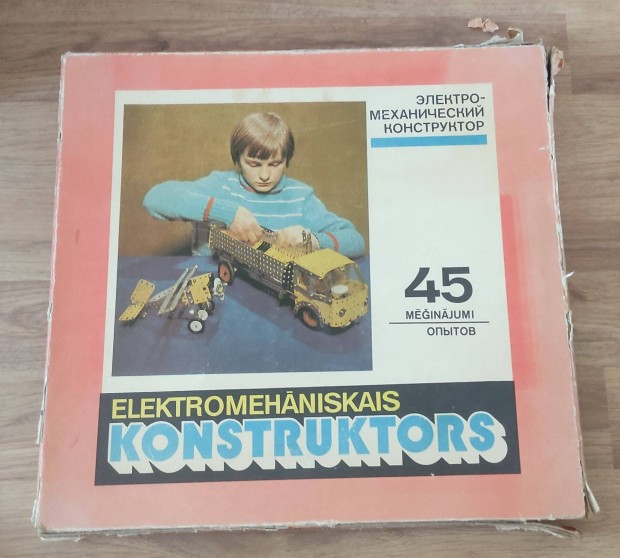 ЭЛЕКТРО-
МЕХАНИЧЕСКИЙ
КОНСТРУКТОР
45
MĒĢINĀJUMI
ОПЫТОВ
ELEKTROMEHĀNISKAIS
KONSTRUKTORS